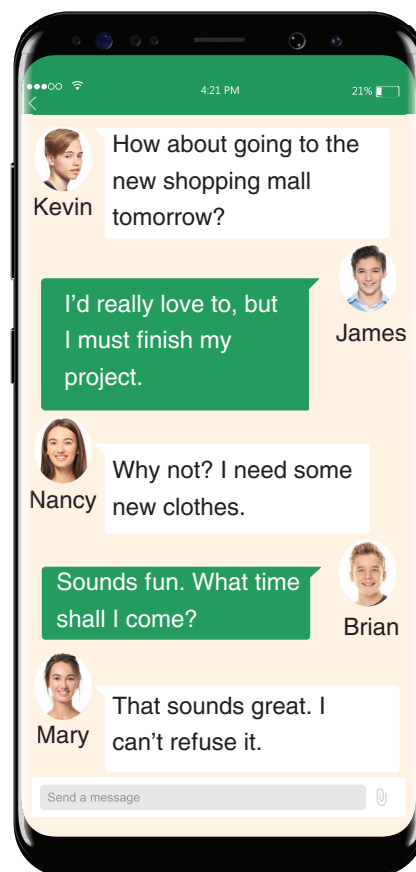 4:21 PM
21%
How about going to the
new shopping mall
tomorrow?
Kevin
I'd really love to, but
I must finish my
project.
James
Why not? I need some
new clothes.
Nancy
Sounds fun. What time
shall I come?
Brian
That sounds great. I
can't refuse it.
Mary
Send a message